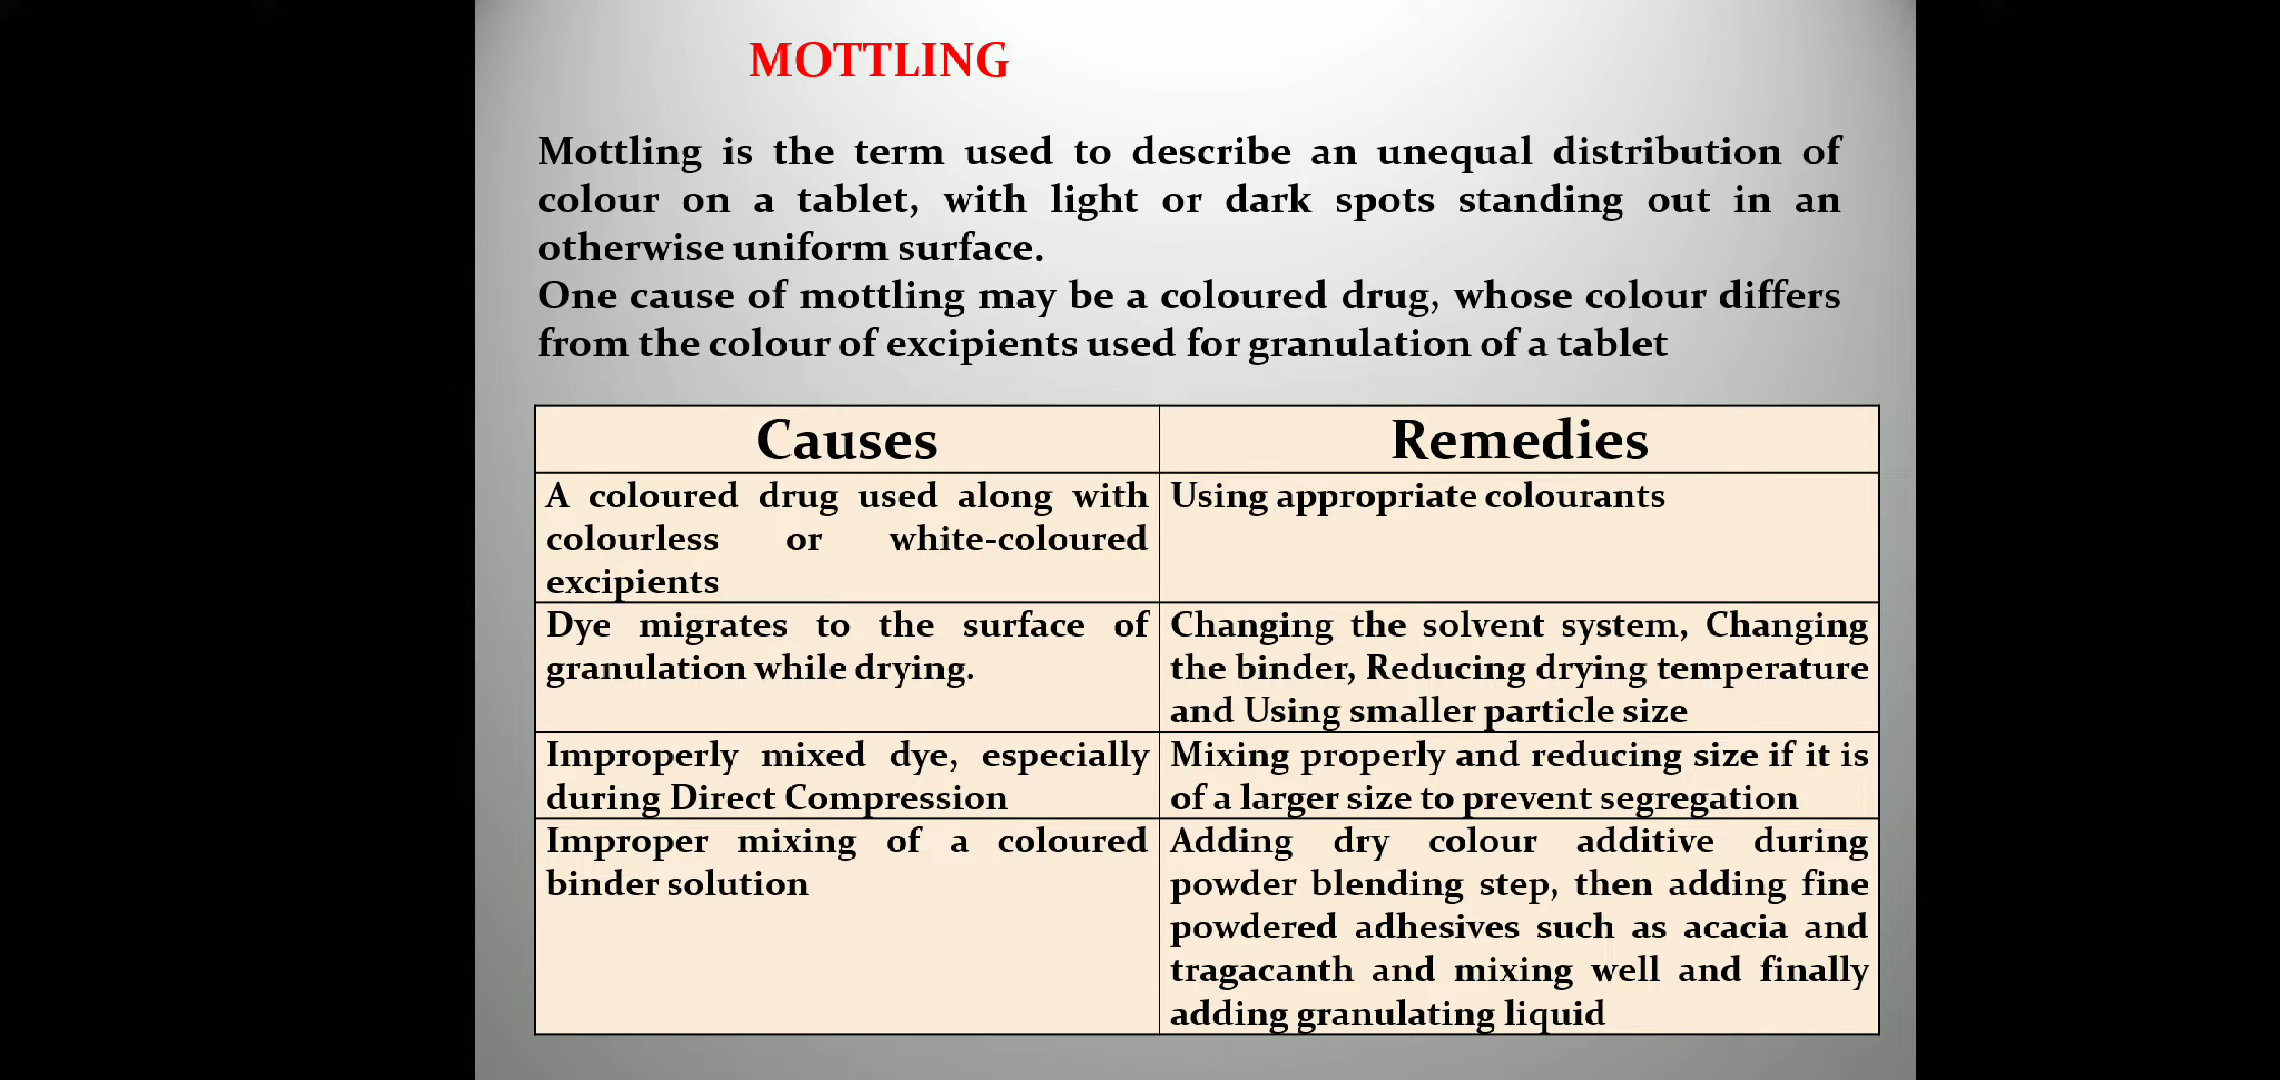 MOTTLING
Mottling is the term used to describe an unequal distribution of
colour on a tablet, with light or dark spots standing out in an
otherwise uniform surface.
One cause of mottling may be a coloured drug, whose colour differs
from the colour of excipients used for granulation of a tablet
Causes
Remedies
A coloured drug used along with
colourless or white-coloured
excipients
Using appropriate colourants
Dye migrates to the surface of
granulation while drying.
Changing the solvent system, Changing
the binder, Reducing drying temperature
and Using smaller particle size
Improperly mixed dye, especially
during Direct Compression
Mixing properly and reducing size if it is
of a larger size to prevent segregation
Improper mixing of a coloured
binder solution
Adding dry colour additive during
powder blending step, then adding fine
powdered adhesives such as acacia and
tragacanth and mixing well and finally
adding granulating liquid